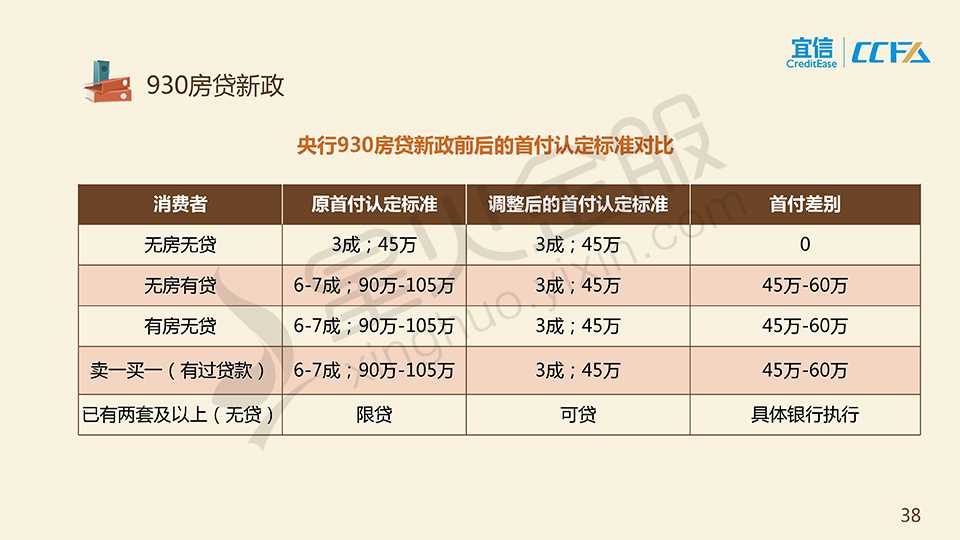 宜信
CreditEase
CCFA
930房贷新政
央行930房贷新政前后的首付认定标准对比
消费者 原首付认定标准 调整后的首付认定标准 首付差别
无房无贷 3成；45万 3成；45万 0
无房有贷 6-7成；90万-105万 3成；45万 45万-60万
有房无贷 6-7成；90万-105万 3成；45万 45万-60万
卖一买一（有过贷款） 6-7成；90万-105万 3成；45万 45万-60万
已有两套及以上（无贷） 限贷 可贷 具体银行执行
星火金服
xinghuo.yixin.com
38